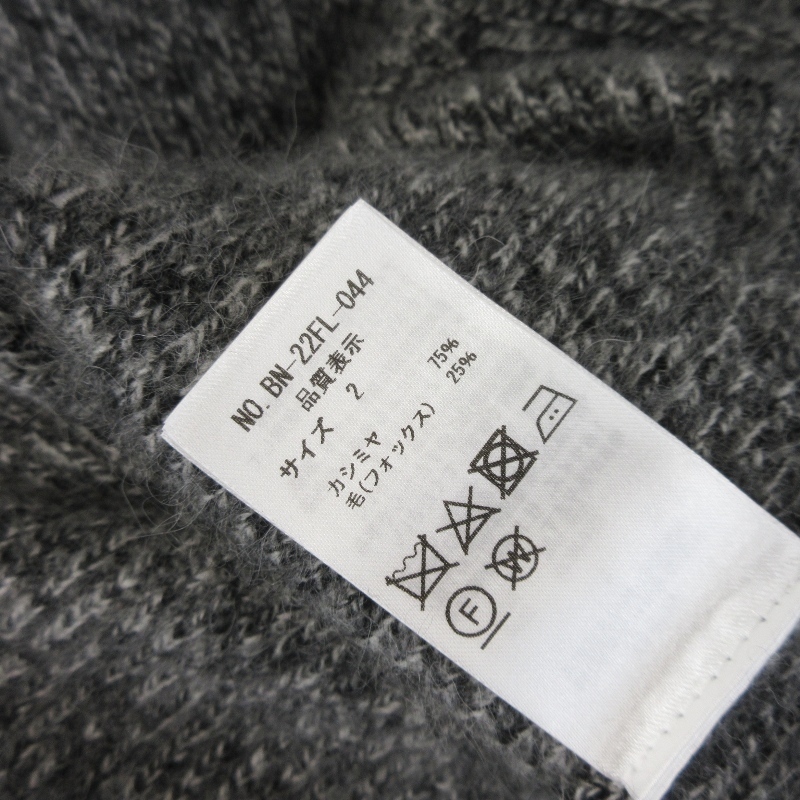 NO. BN-22FL-044
品質表示
サイズ 2
カシミヤ 75%
毛(フォックス) 25%
F
W